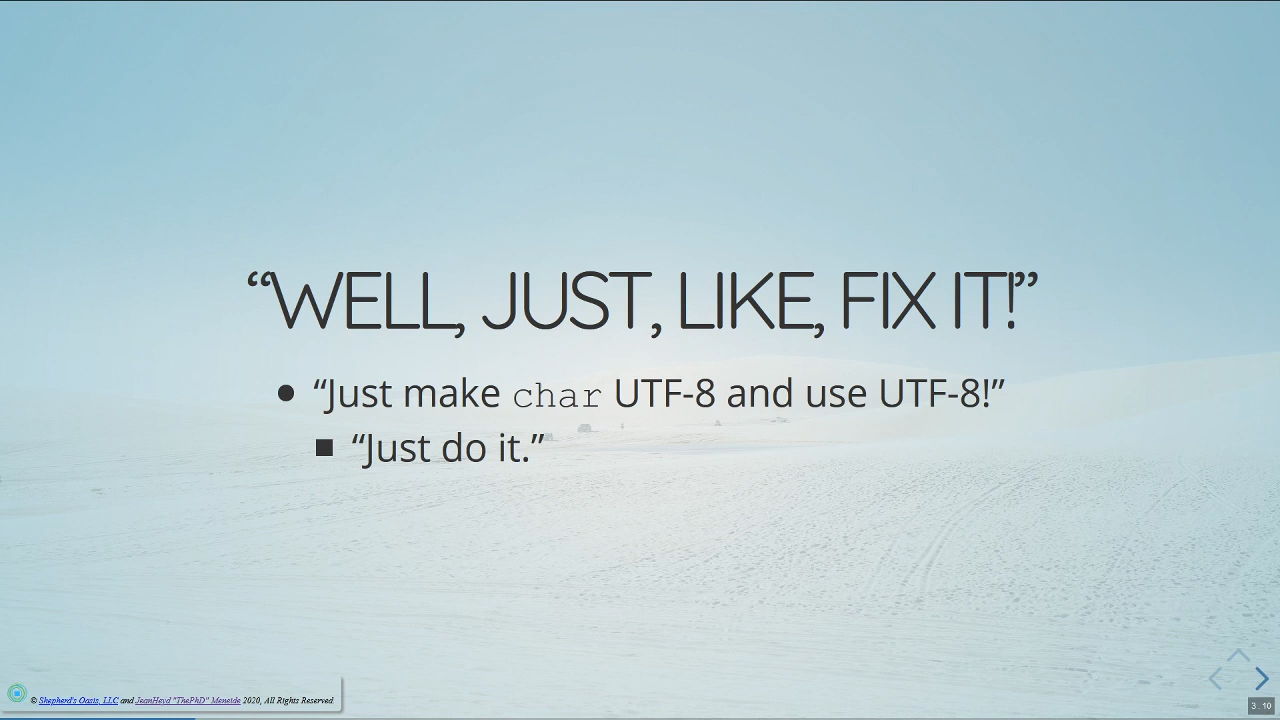 “WELL, JUST, LIKE, FIX IT!”
“Just make char UTF-8 and use UTF-8!”
“Just do it.”
© Shepherd's Oasis, LLC and JeanHeyd "ThePhD" Meneide 2020, All Rights Reserved.
3 : 10